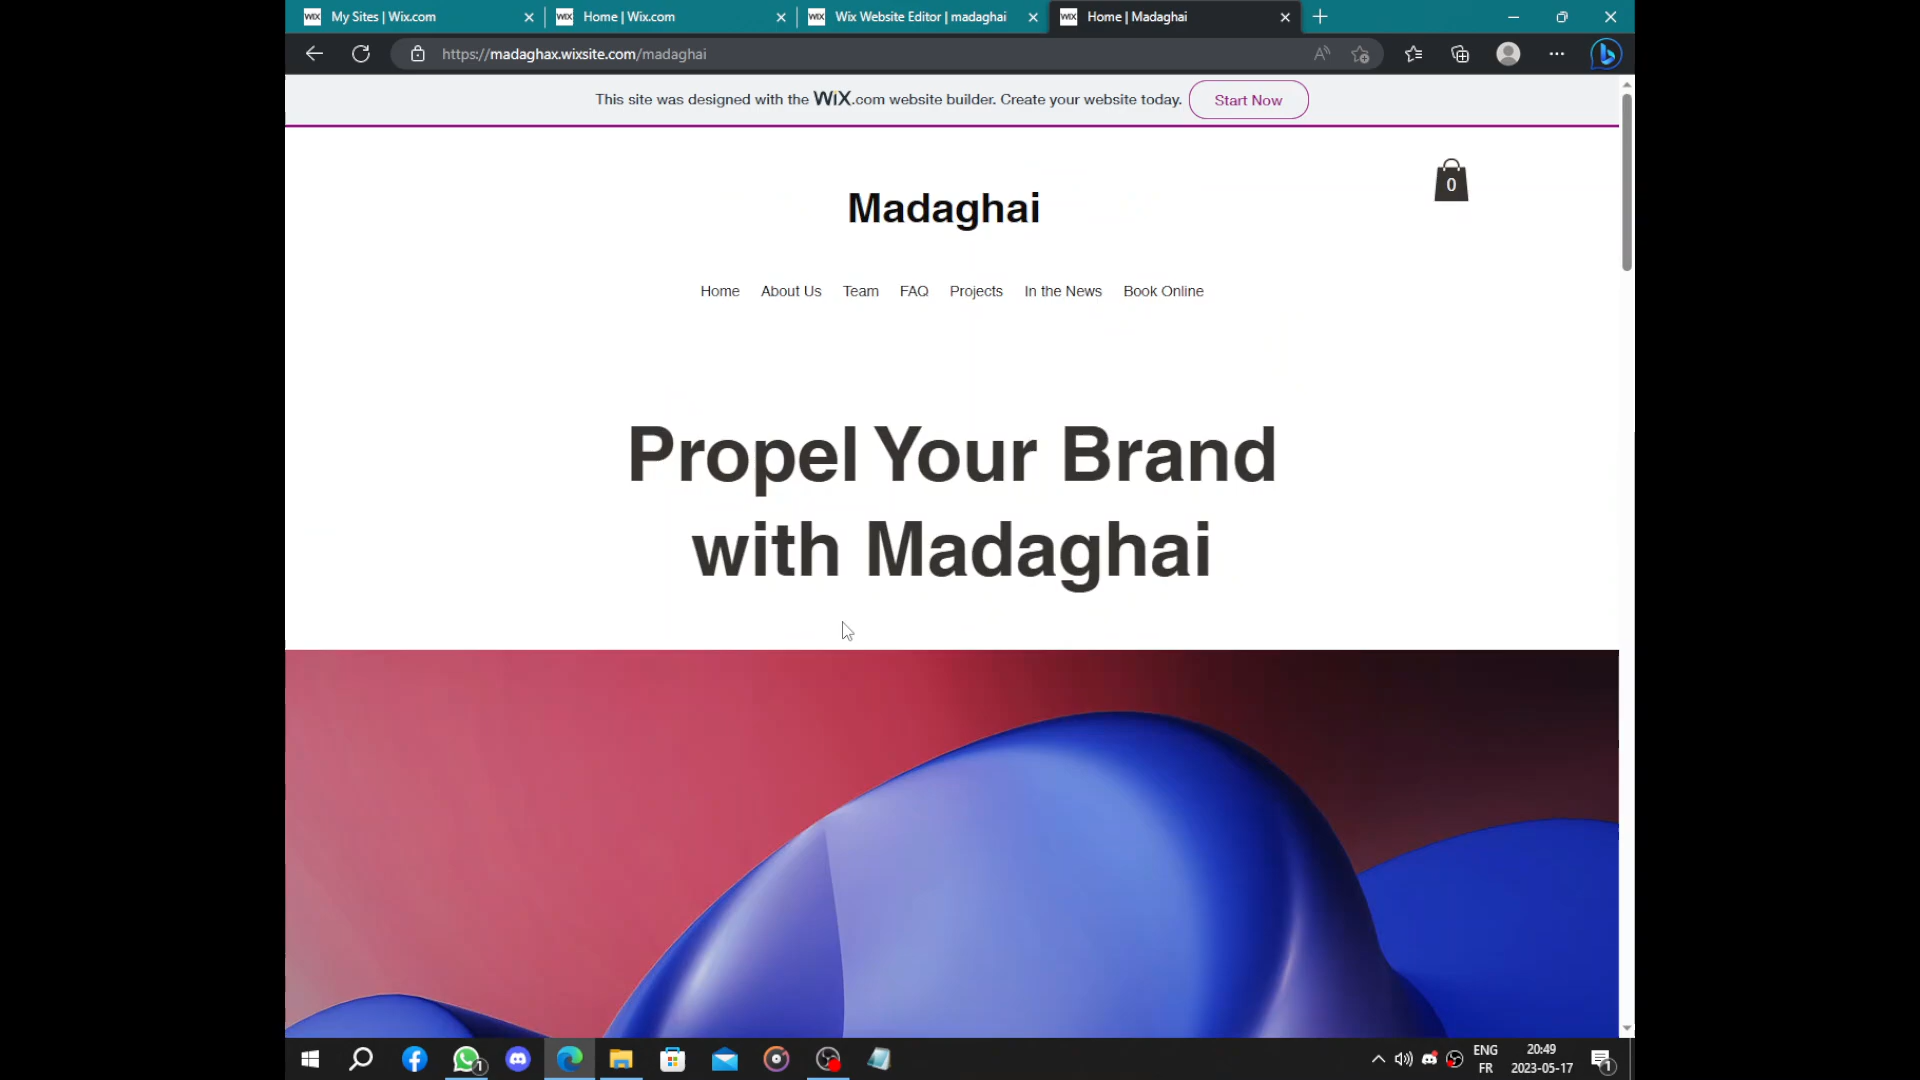 My Sites | Wix.com
Home | Wix.com
Wix Website Editor | madaghai
Home | Madaghai
https://madaghax.wixsite.com/madaghai
This site was designed with the WiX.com website builder. Create your website today.
Start Now
0
Madaghai
Home
About Us
Team
FAQ
Projects
In the News
Book Online
Propel Your Brand
with Madaghai
1
ENG
FR
20:49
2023-05-17
1